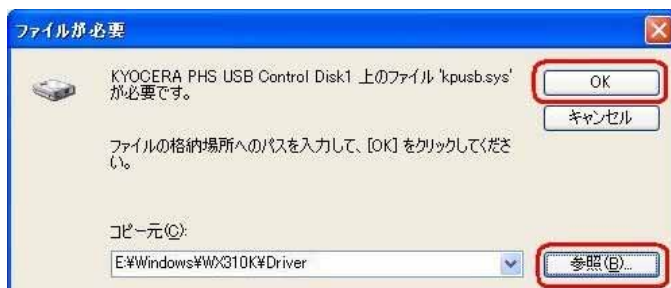 ファイルが必要
KYOCERA PHS USB Control Disk1 上のファイル 'kpusb.sys'
が必要です。
OK
キャンセル
ファイルの格納場所へのパスを入力して、[OK] をクリックしてくださ
い。
コピー元(C):
E:¥Windows¥WX310K¥Driver
参照(B)...